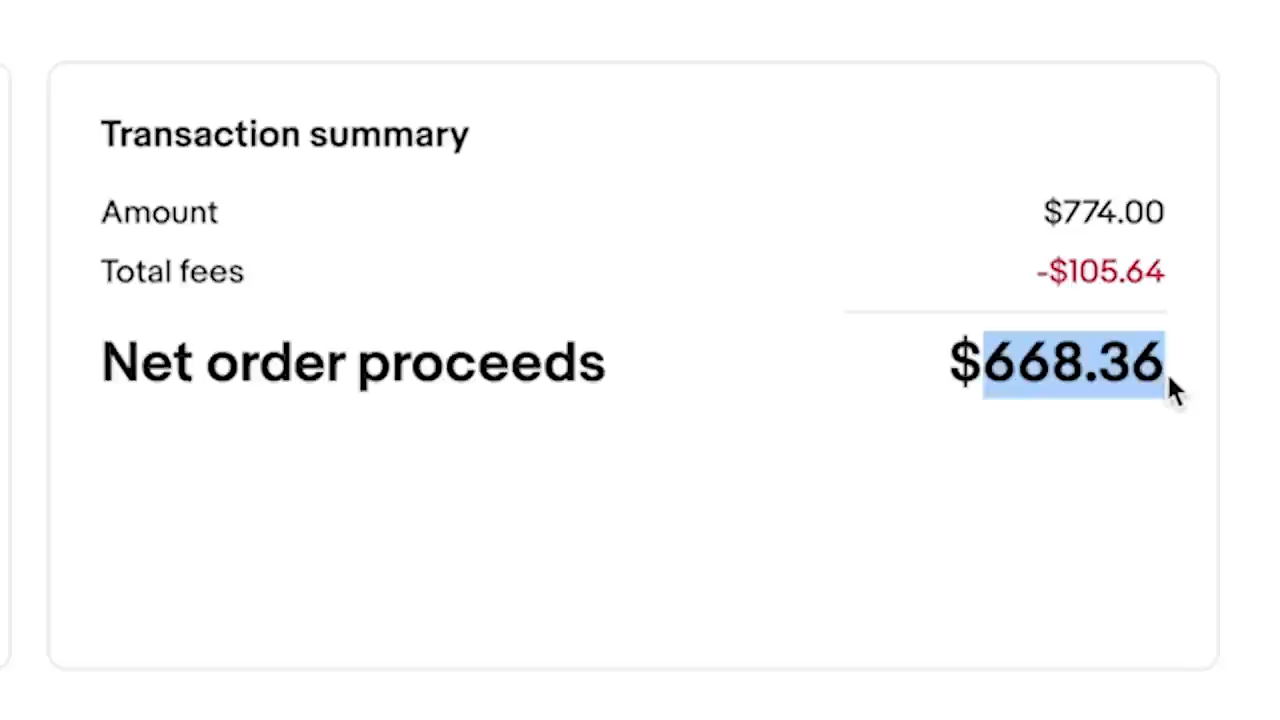 Transaction summary
Amount $774.00
Total fees -$105.64
Net order proceeds $668.36